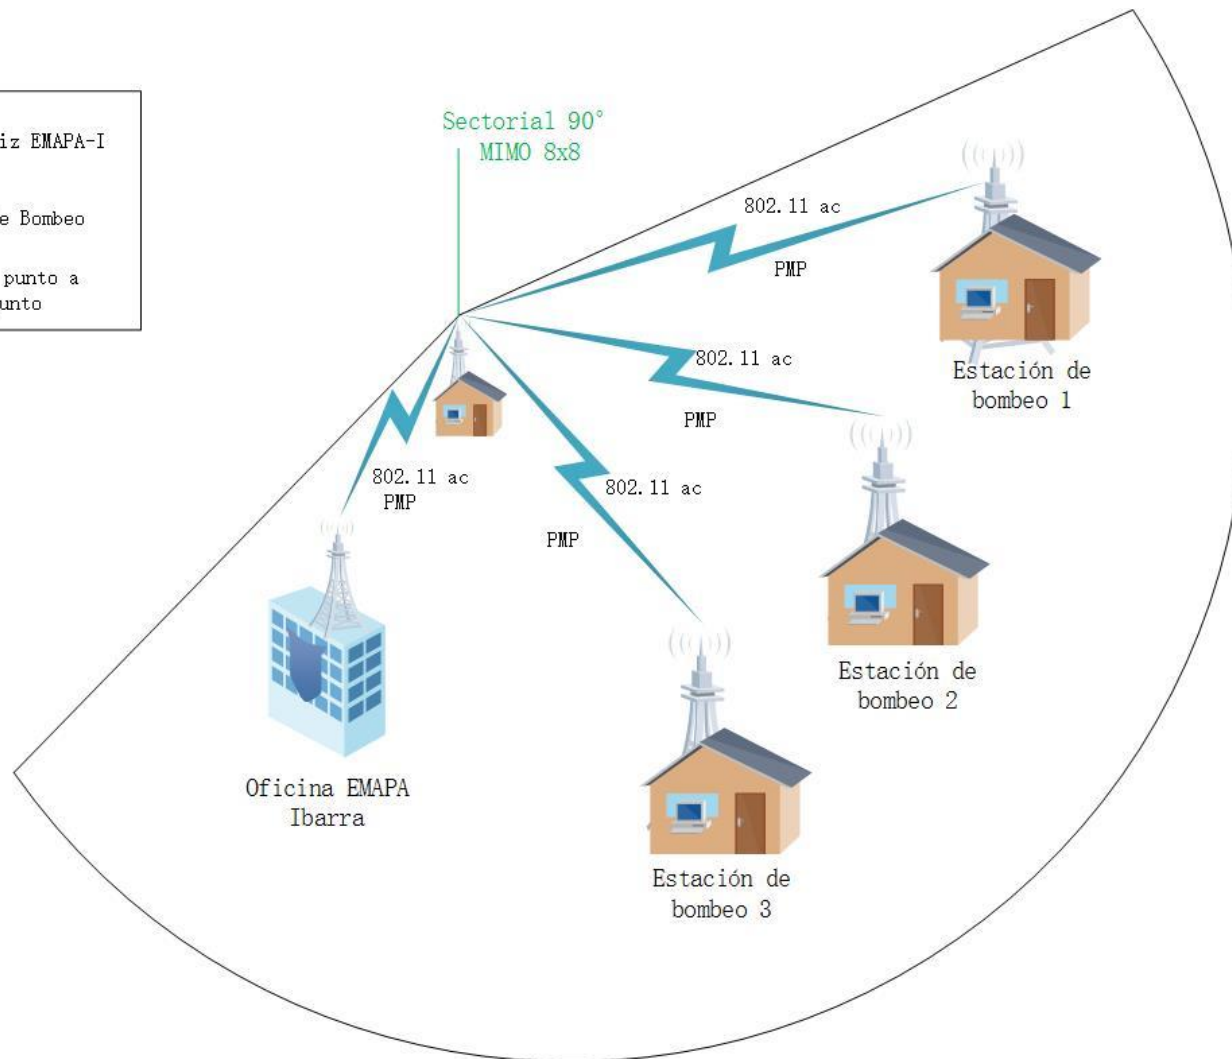 iz EMAPA-I
e Bombeo
punto a
unto
Sectorial 90°
MIMO 8x8
802.11 ac
PMP
Estación de
bombeo 1
802.11 ac
PMP
Estación de
bombeo 2
802.11 ac
PMP
Estación de
bombeo 3
802.11 ac
PMP
Oficina EMAPA
Ibarra